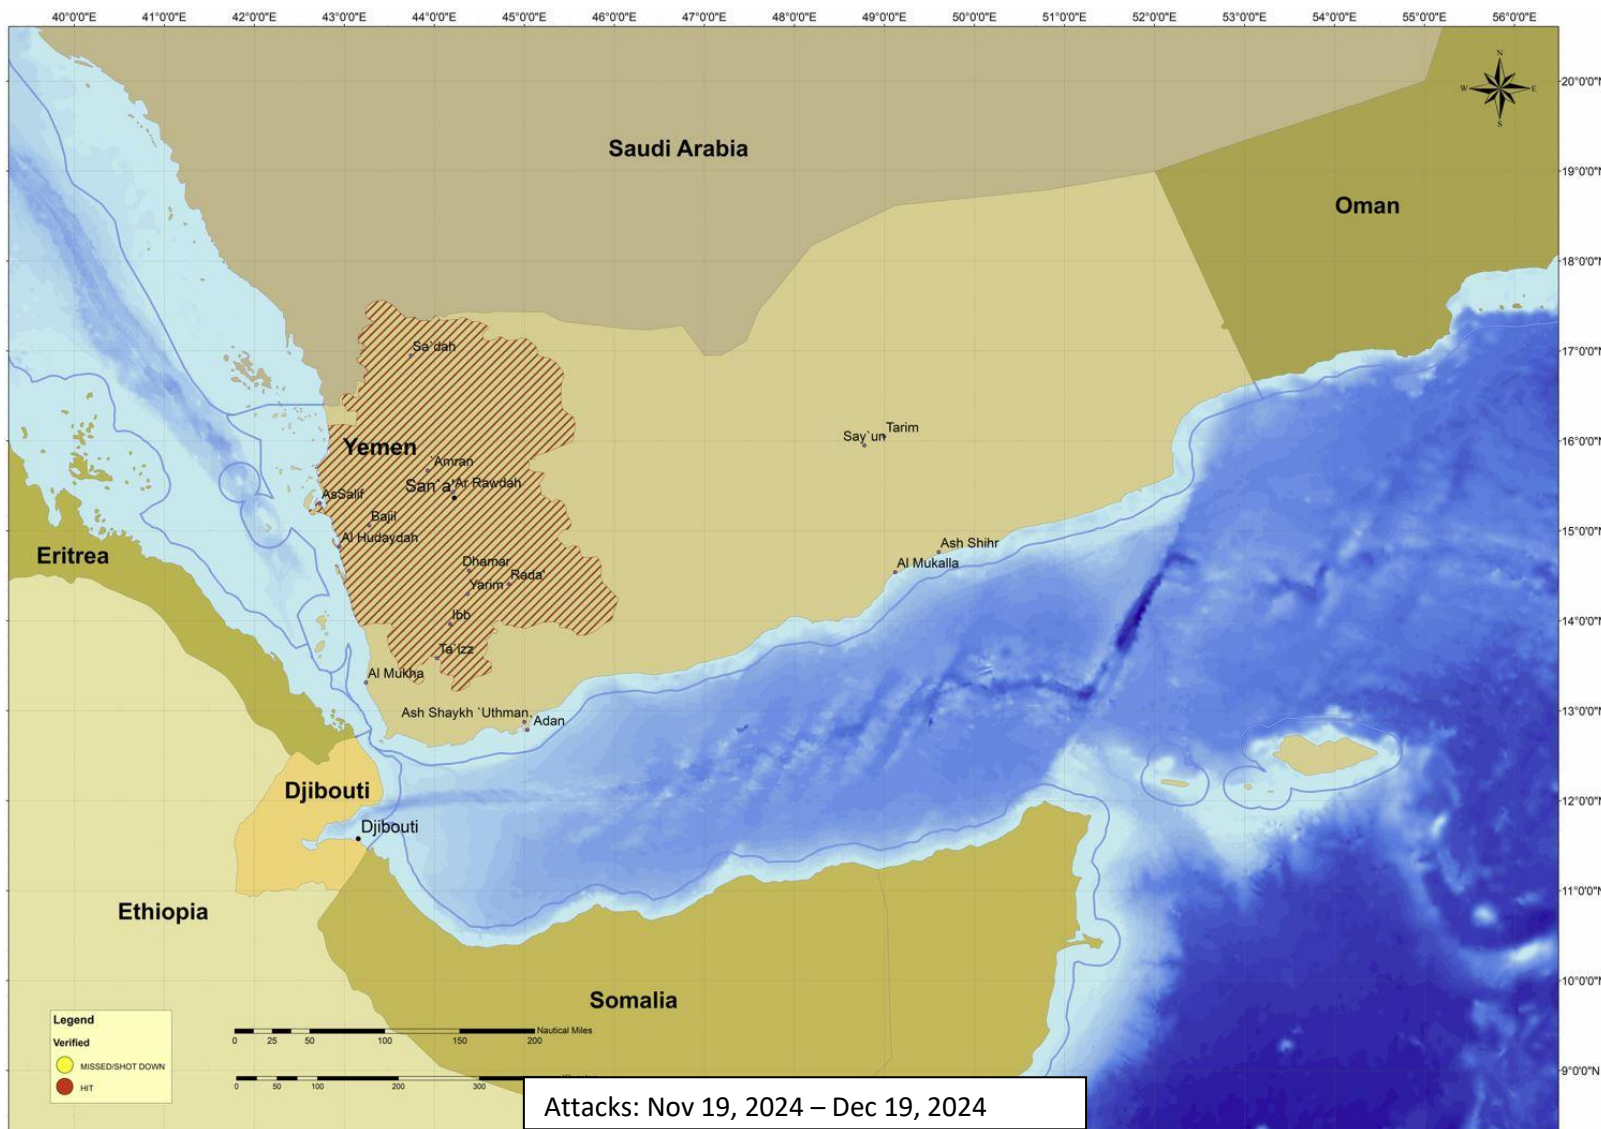 40°0'0"E 41°0'0"E 42°0'0"E 43°0'0"E 44°0'0"E 45°0'0"E 46°0'0"E 47°0'0"E 48°0'0"E 49°0'0"E 50°0'0"E 51°0'0"E 52°0'0"E 53°0'0"E 54°0'0"E 55°0'0"E 56°0'0"E
N
W E
S
20°0'0"N
Saudi Arabia
19°0'0"N
Oman
18°0'0"N
Sa`dah
17°0'0"N
Tarim
Say`un
16°0'0"N
Yemen
`Amran
San`a'
Ar Rawdah
AsSalif
Bajil
15°0'0"N
Al Hudaydah
Ash Shihr
Eritrea
Dhamar
Al Mukalla
Rada'
Yarim
Ibb
14°0'0"N
Ta`izz
Al Mukha
Ash Shaykh `Uthman
Adan
13°0'0"N
Djibouti
12°0'0"N
Djibouti
11°0'0"N
Ethiopia
10°0'0"N
Somalia
Legend
Verified
MISSED/SHOT DOWN
HIT
Nautical Miles
0 25 50 100 150 200
9°0'0"N
0 50 100 200 300
Attacks: Nov 19, 2024 – Dec 19, 2024